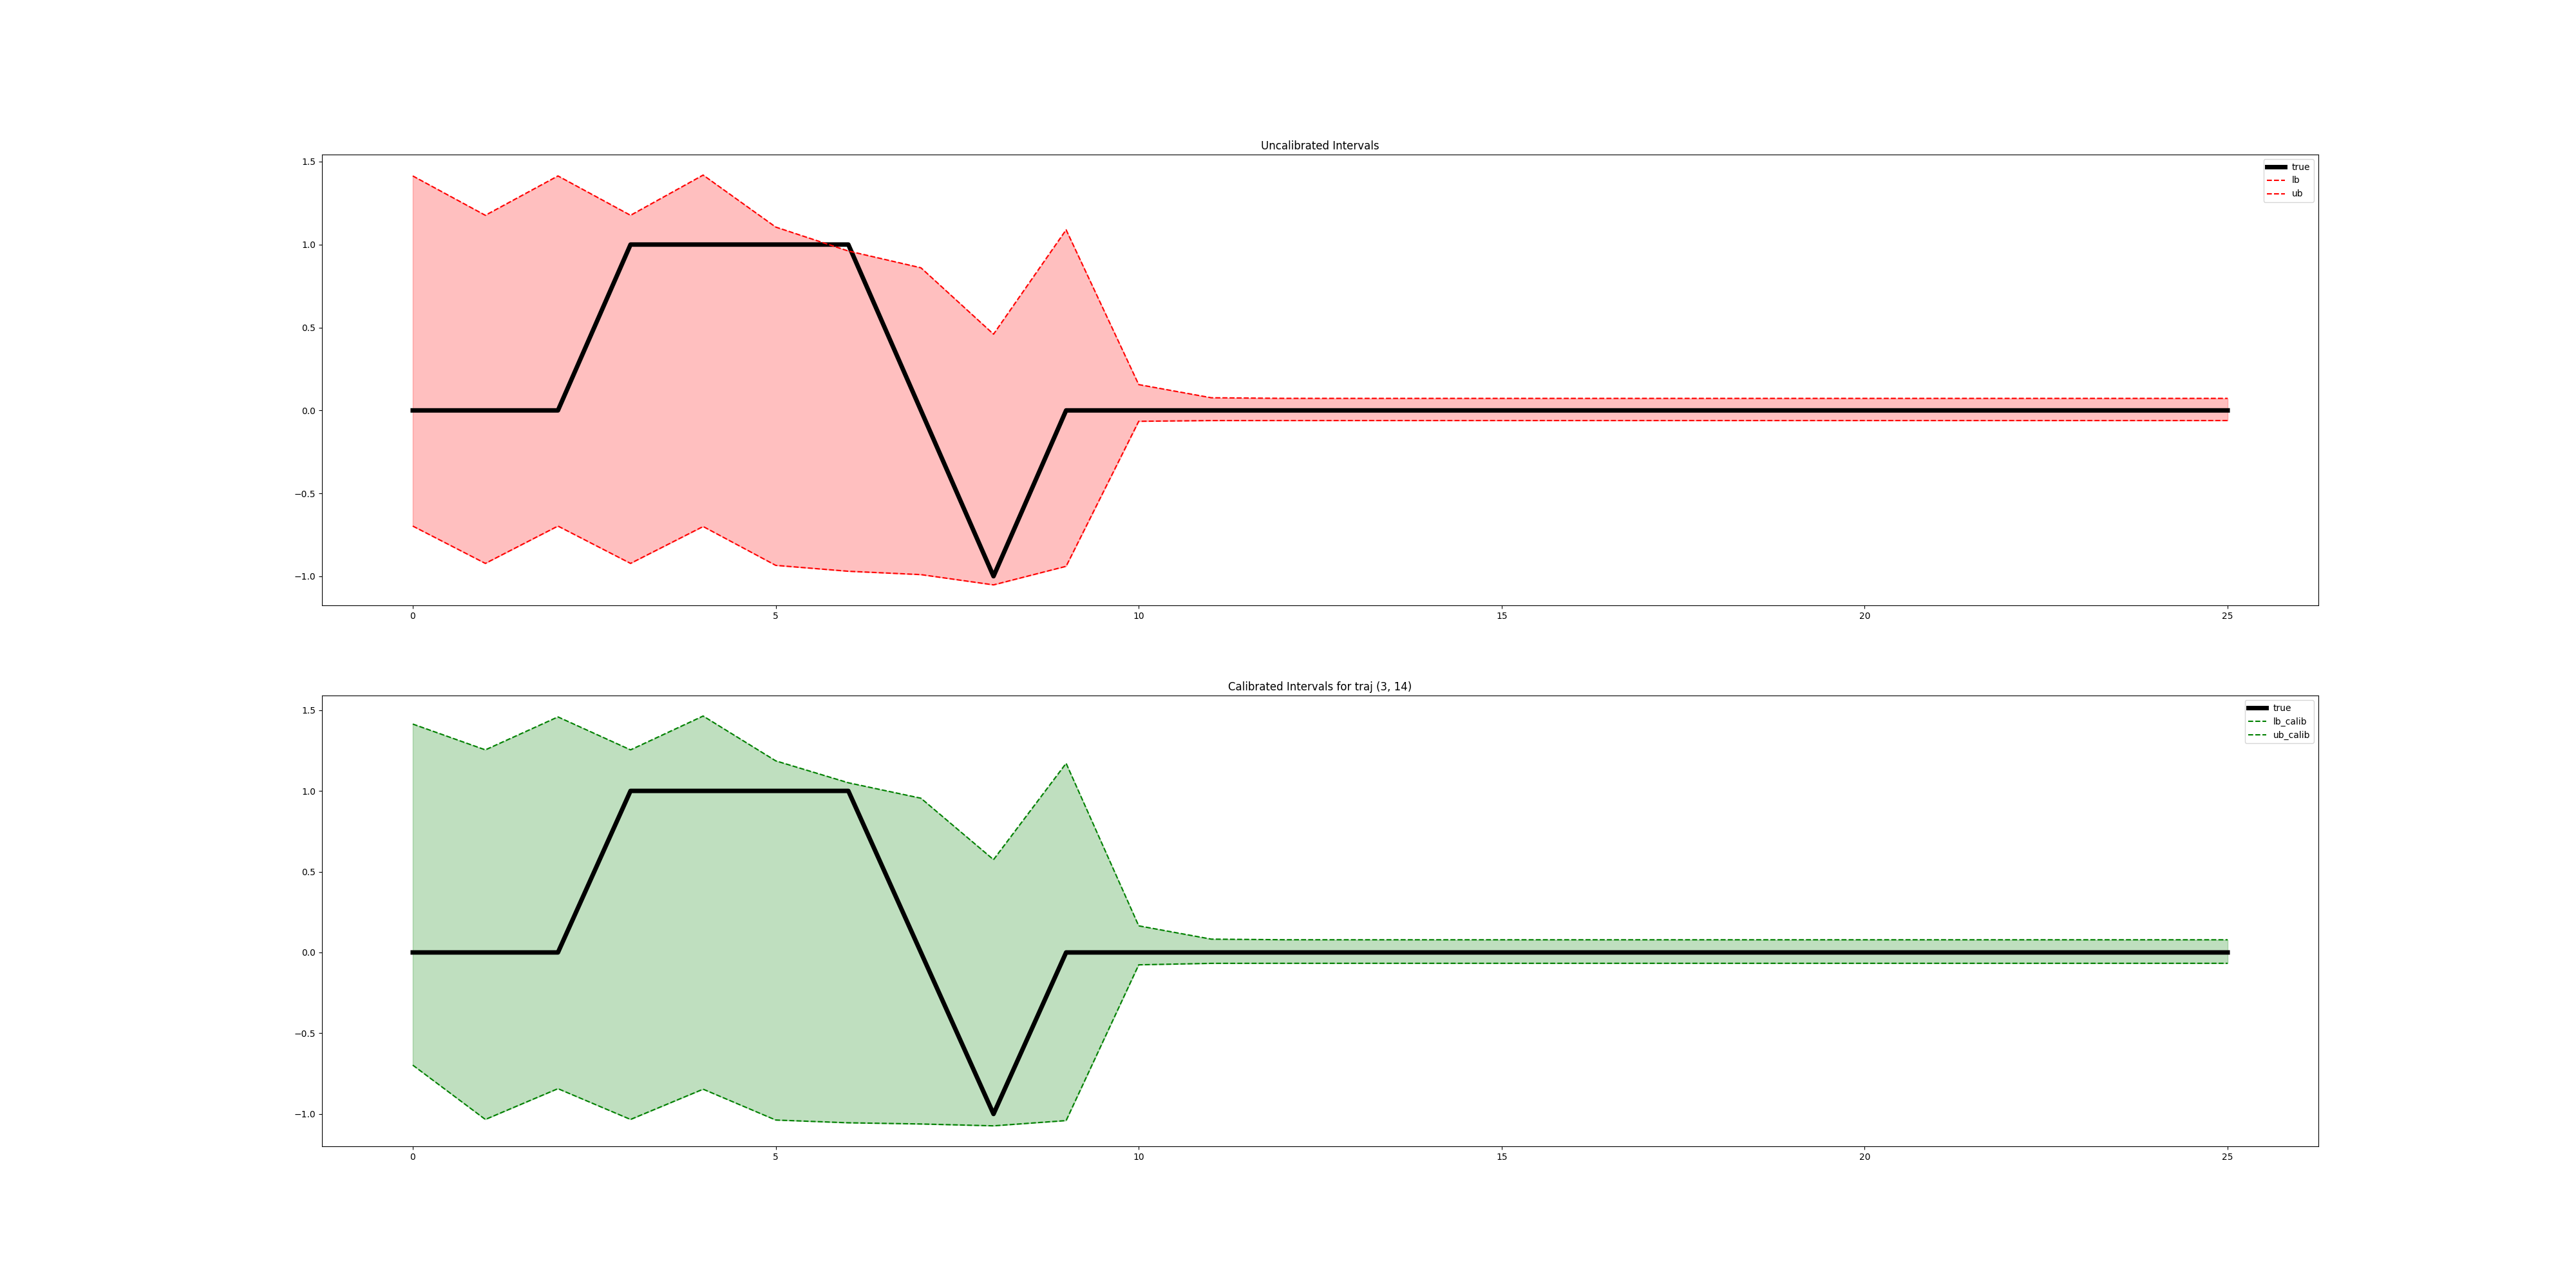 Uncalibrated Intervals
1.5
1.0
0.5
0.0
−0.5
−1.0
true
lb
ub
0 5 10 15 20 25
Calibrated Intervals for traj (3, 14)
1.5
1.0
0.5
0.0
−0.5
−1.0
true
lb_calib
ub_calib
0 5 10 15 20 25